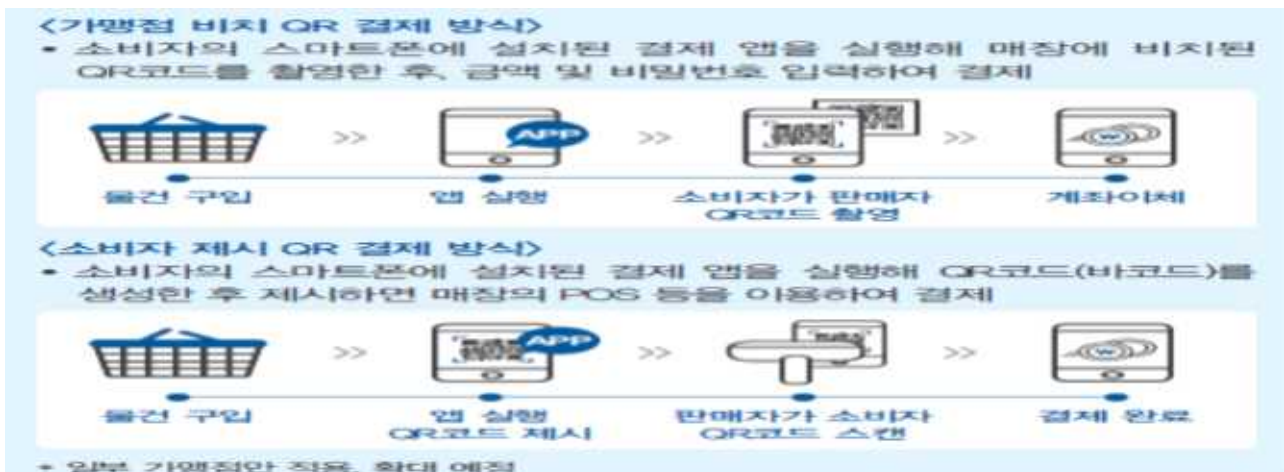 <가맹점 비치 QR 결제 방식>
• 소비자의 스마트폰에 설치된 결제 앱을 실행해 매장에 비치된
QR코드를 촬영한 후, 금액 및 비밀번호 입력하여 결제
APP
물건 구입 앱 실행 소비자가 판매자 계좌이체
QR코드 촬영
<소비자 제시 QR 결제 방식>
• 소비자의 스마트폰에 설치된 결제 앱을 실행해 QR코드(바코드)를
생성한 후 제시하면 매장의 POS 등을 이용하여 결제
APP
물건 구입 앱 실행 판매자가 소비자 결제 완료
QR코드 제시 QR코드 스캔
* 일부 가맹점만 적용, 확대 예정